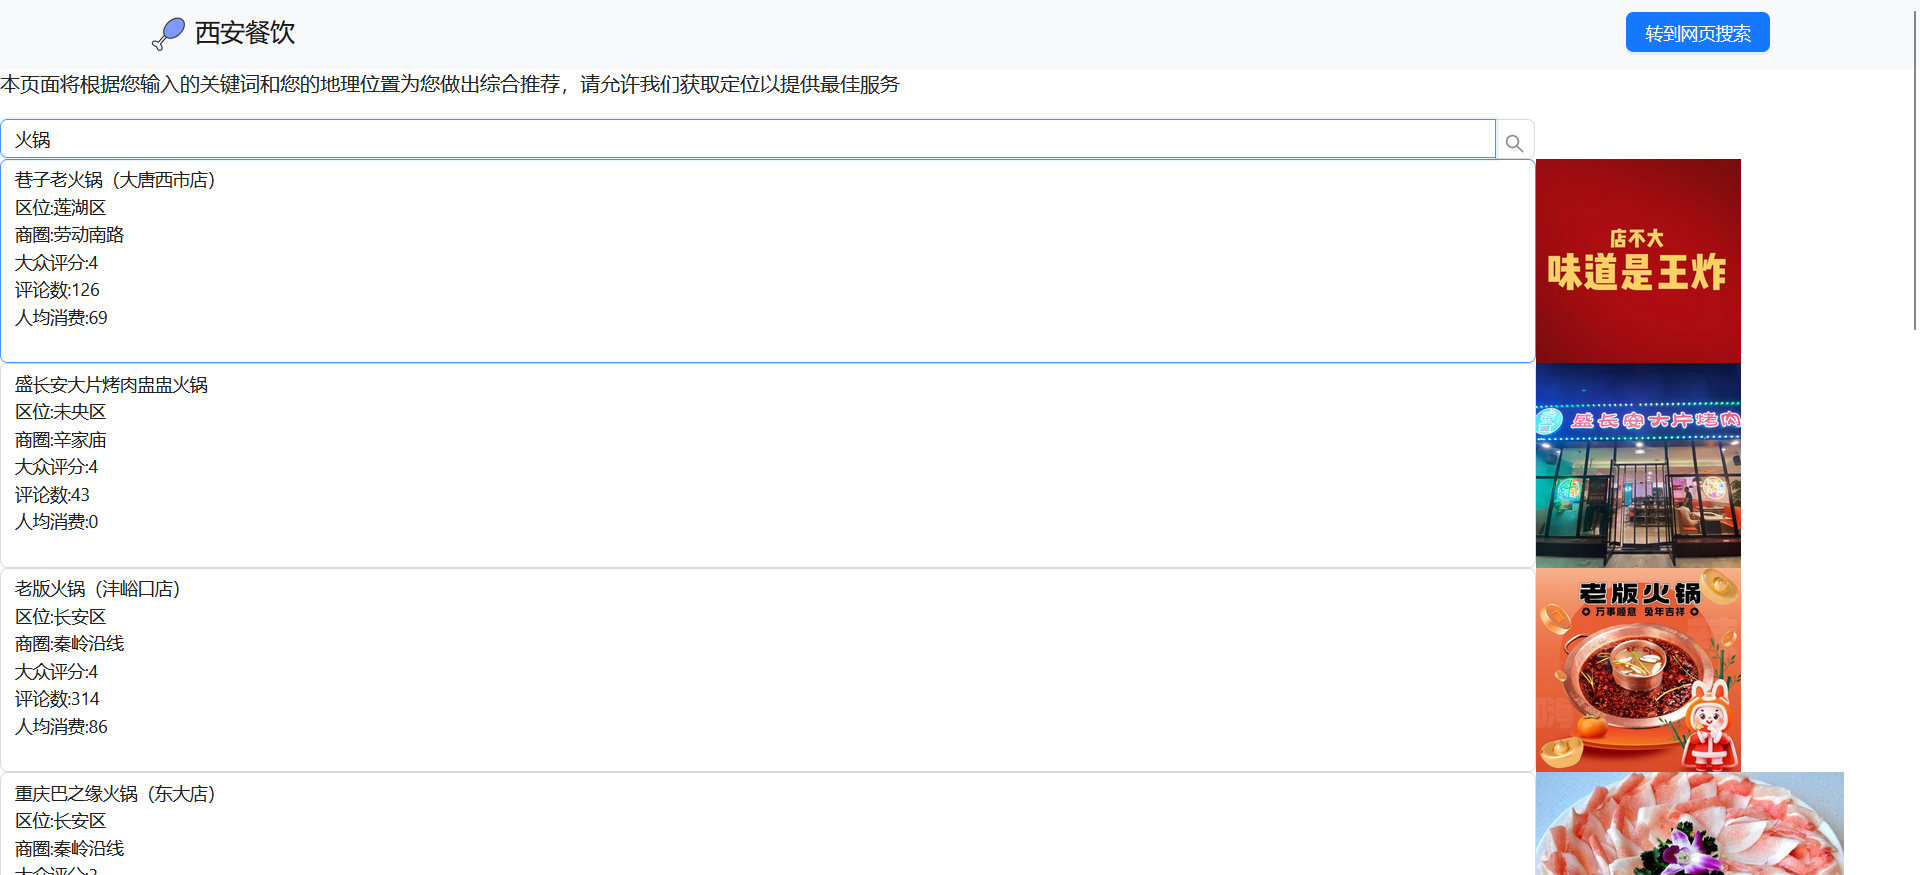 西安餐饮
转到网页搜索
本页面将根据您输入的关键词和您的地理位置为您做出综合推荐，请允许我们获取定位以提供最佳服务
火锅
巷子老火锅（大唐西市店）
区位:莲湖区
商圈:劳动南路
大众评分:4
评论数:126
人均消费:69
店不大
味道是王炸
盛长安大片烤肉盅盅火锅
区位:未央区
商圈:辛家庙
大众评分:4
评论数:43
人均消费:0
盛长安大片烤肉
老版火锅（沣峪口店）
区位:长安区
商圈:秦岭沿线
大众评分:4
评论数:314
人均消费:86
老版火锅
万事顺意 兔年吉祥
重庆巴之缘火锅（东大店）
区位:长安区
商圈:秦岭沿线